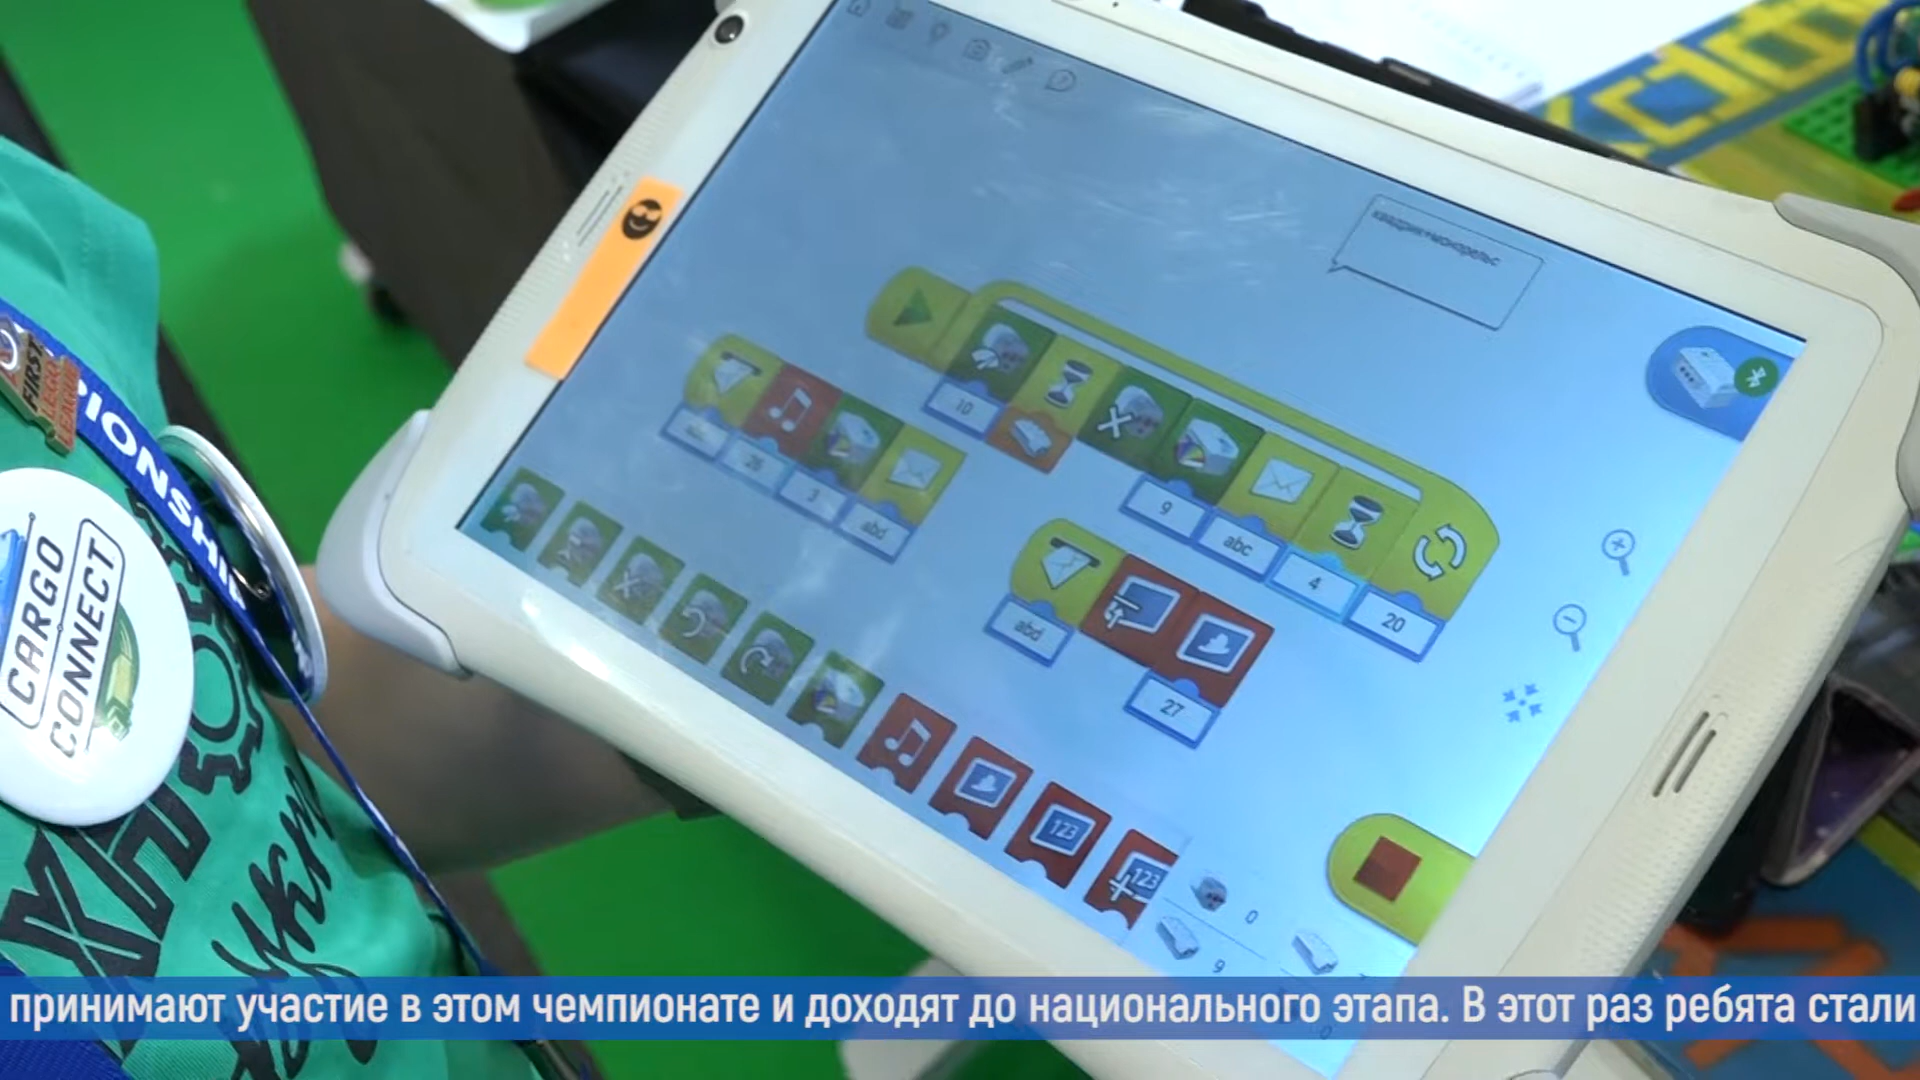 10
26
3
abd
9
abc
4
20
abd
27
123
123
0
9
0
FIRST
LEGO
LEAGUE
PIONSHIP
CARGO
CONNECT
принимают участие в этом чемпионате и доходят до национального этапа. В этот раз ребята стали